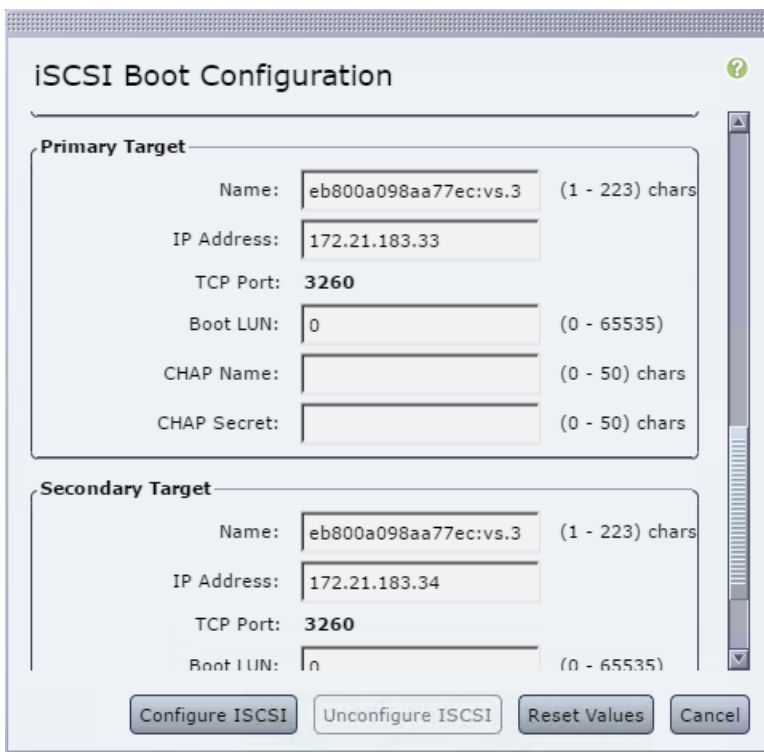 iSCSI Boot Configuration
?
Primary Target
Name: eb800a098aa77ec:vs.3 (1 - 223) chars
IP Address: 172.21.183.33
TCP Port: 3260
Boot LUN: 0 (0 - 65535)
CHAP Name: (0 - 50) chars
CHAP Secret: (0 - 50) chars
Secondary Target
Name: eb800a098aa77ec:vs.3 (1 - 223) chars
IP Address: 172.21.183.34
TCP Port: 3260
Boot LUN: 0 (0 - 65535)
Configure ISCSI Unconfigure ISCSI Reset Values Cancel